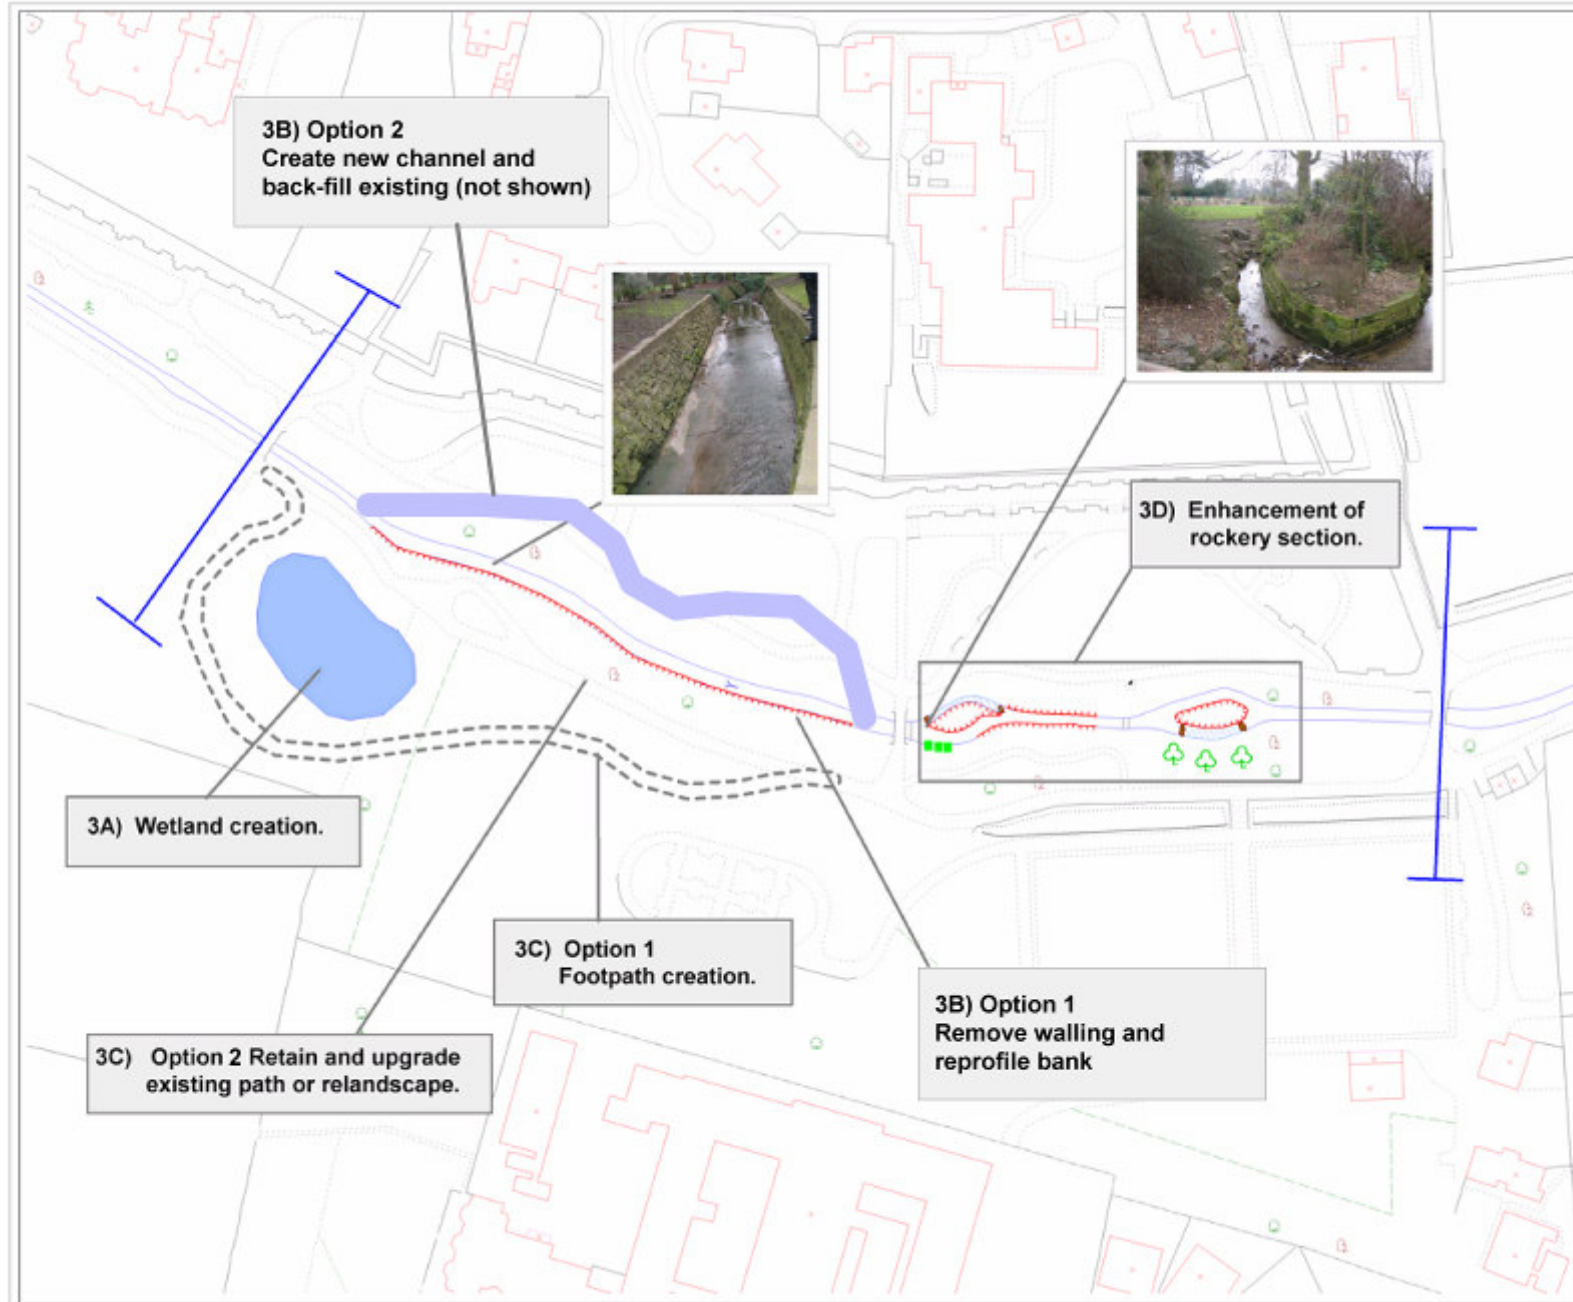 3B) Option 2
Create new channel and
back-fill existing (not shown)
3D) Enhancement of
rockery section.
3A) Wetland creation.
3C) Option 1
Footpath creation.
3B) Option 1
Remove walling and
reprofile bank
3C) Option 2 Retain and upgrade
existing path or relandscape.